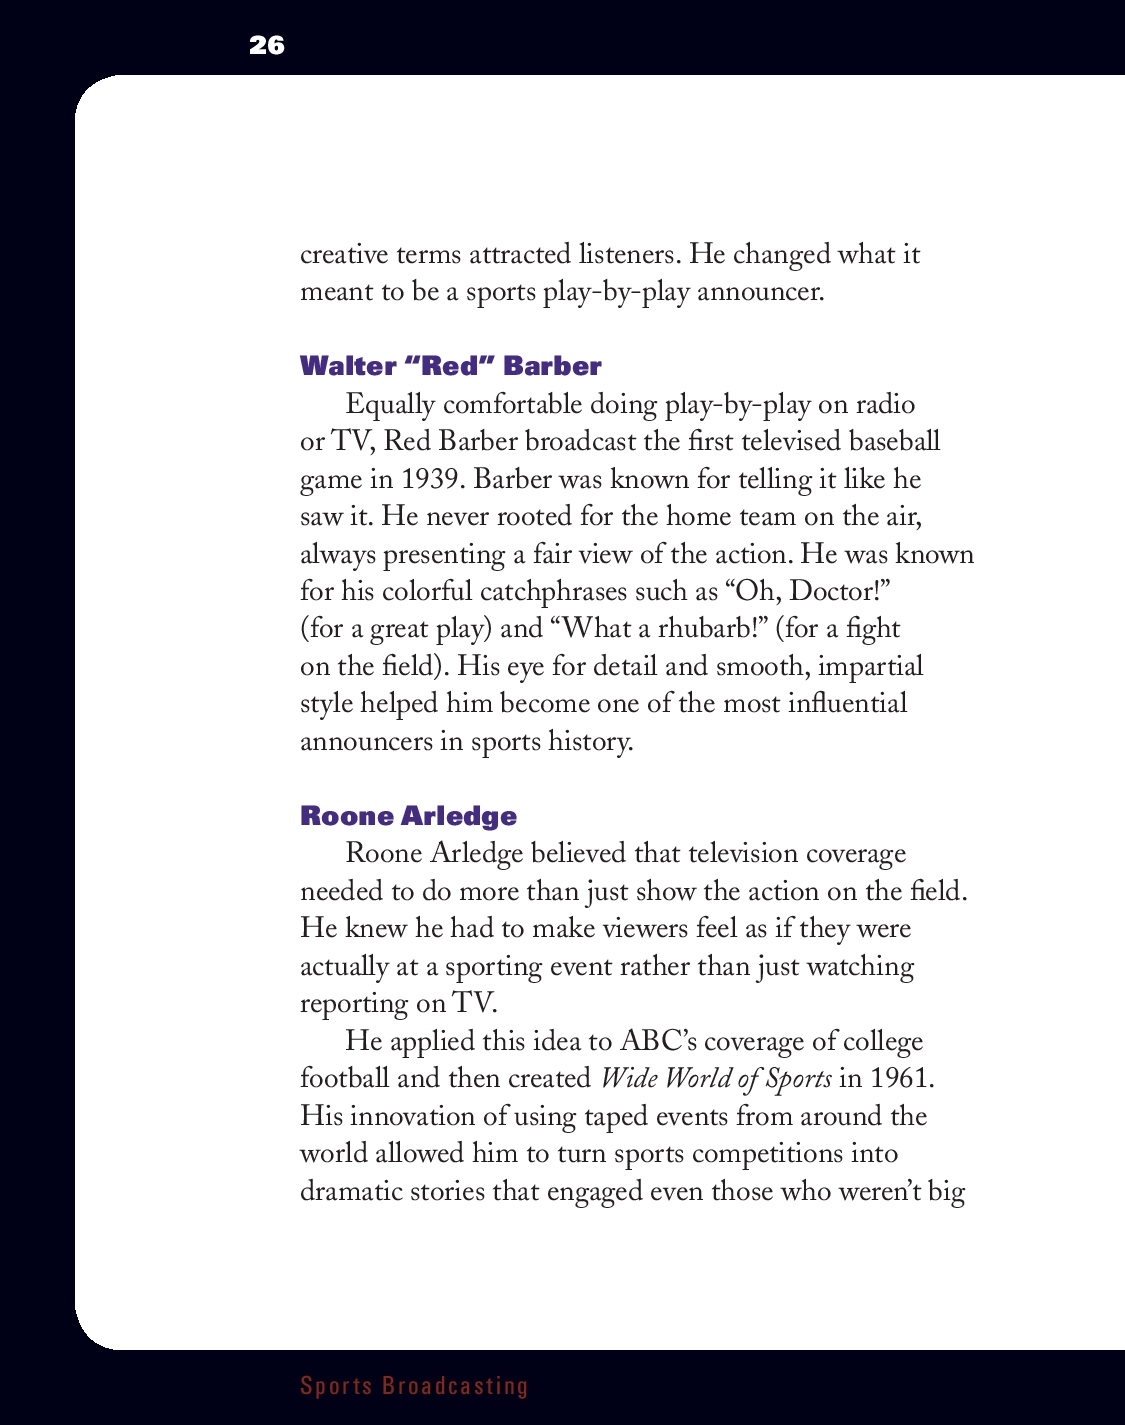 26
creative terms attracted listeners. He changed what it
meant to be a sports play-by-play announcer.
Walter “Red” Barber
Equally comfortable doing play-by-play on radio
or TV, Red Barber broadcast the first televised baseball
game in 1939. Barber was known for telling it like he
saw it. He never rooted for the home team on the air,
always presenting a fair view of the action. He was known
for his colorful catchphrases such as “Oh, Doctor!”
(for a great play) and “What a rhubarb!” (for a fight
on the field). His eye for detail and smooth, impartial
style helped him become one of the most influential
announcers in sports history.
Roone Arledge
Roone Arledge believed that television coverage
needed to do more than just show the action on the field.
He knew he had to make viewers feel as if they were
actually at a sporting event rather than just watching
reporting on TV.
He applied this idea to ABC’s coverage of college
football and then created Wide World of Sports in 1961.
His innovation of using taped events from around the
world allowed him to turn sports competitions into
dramatic stories that engaged even those who weren’t big
Sports Broadcasting